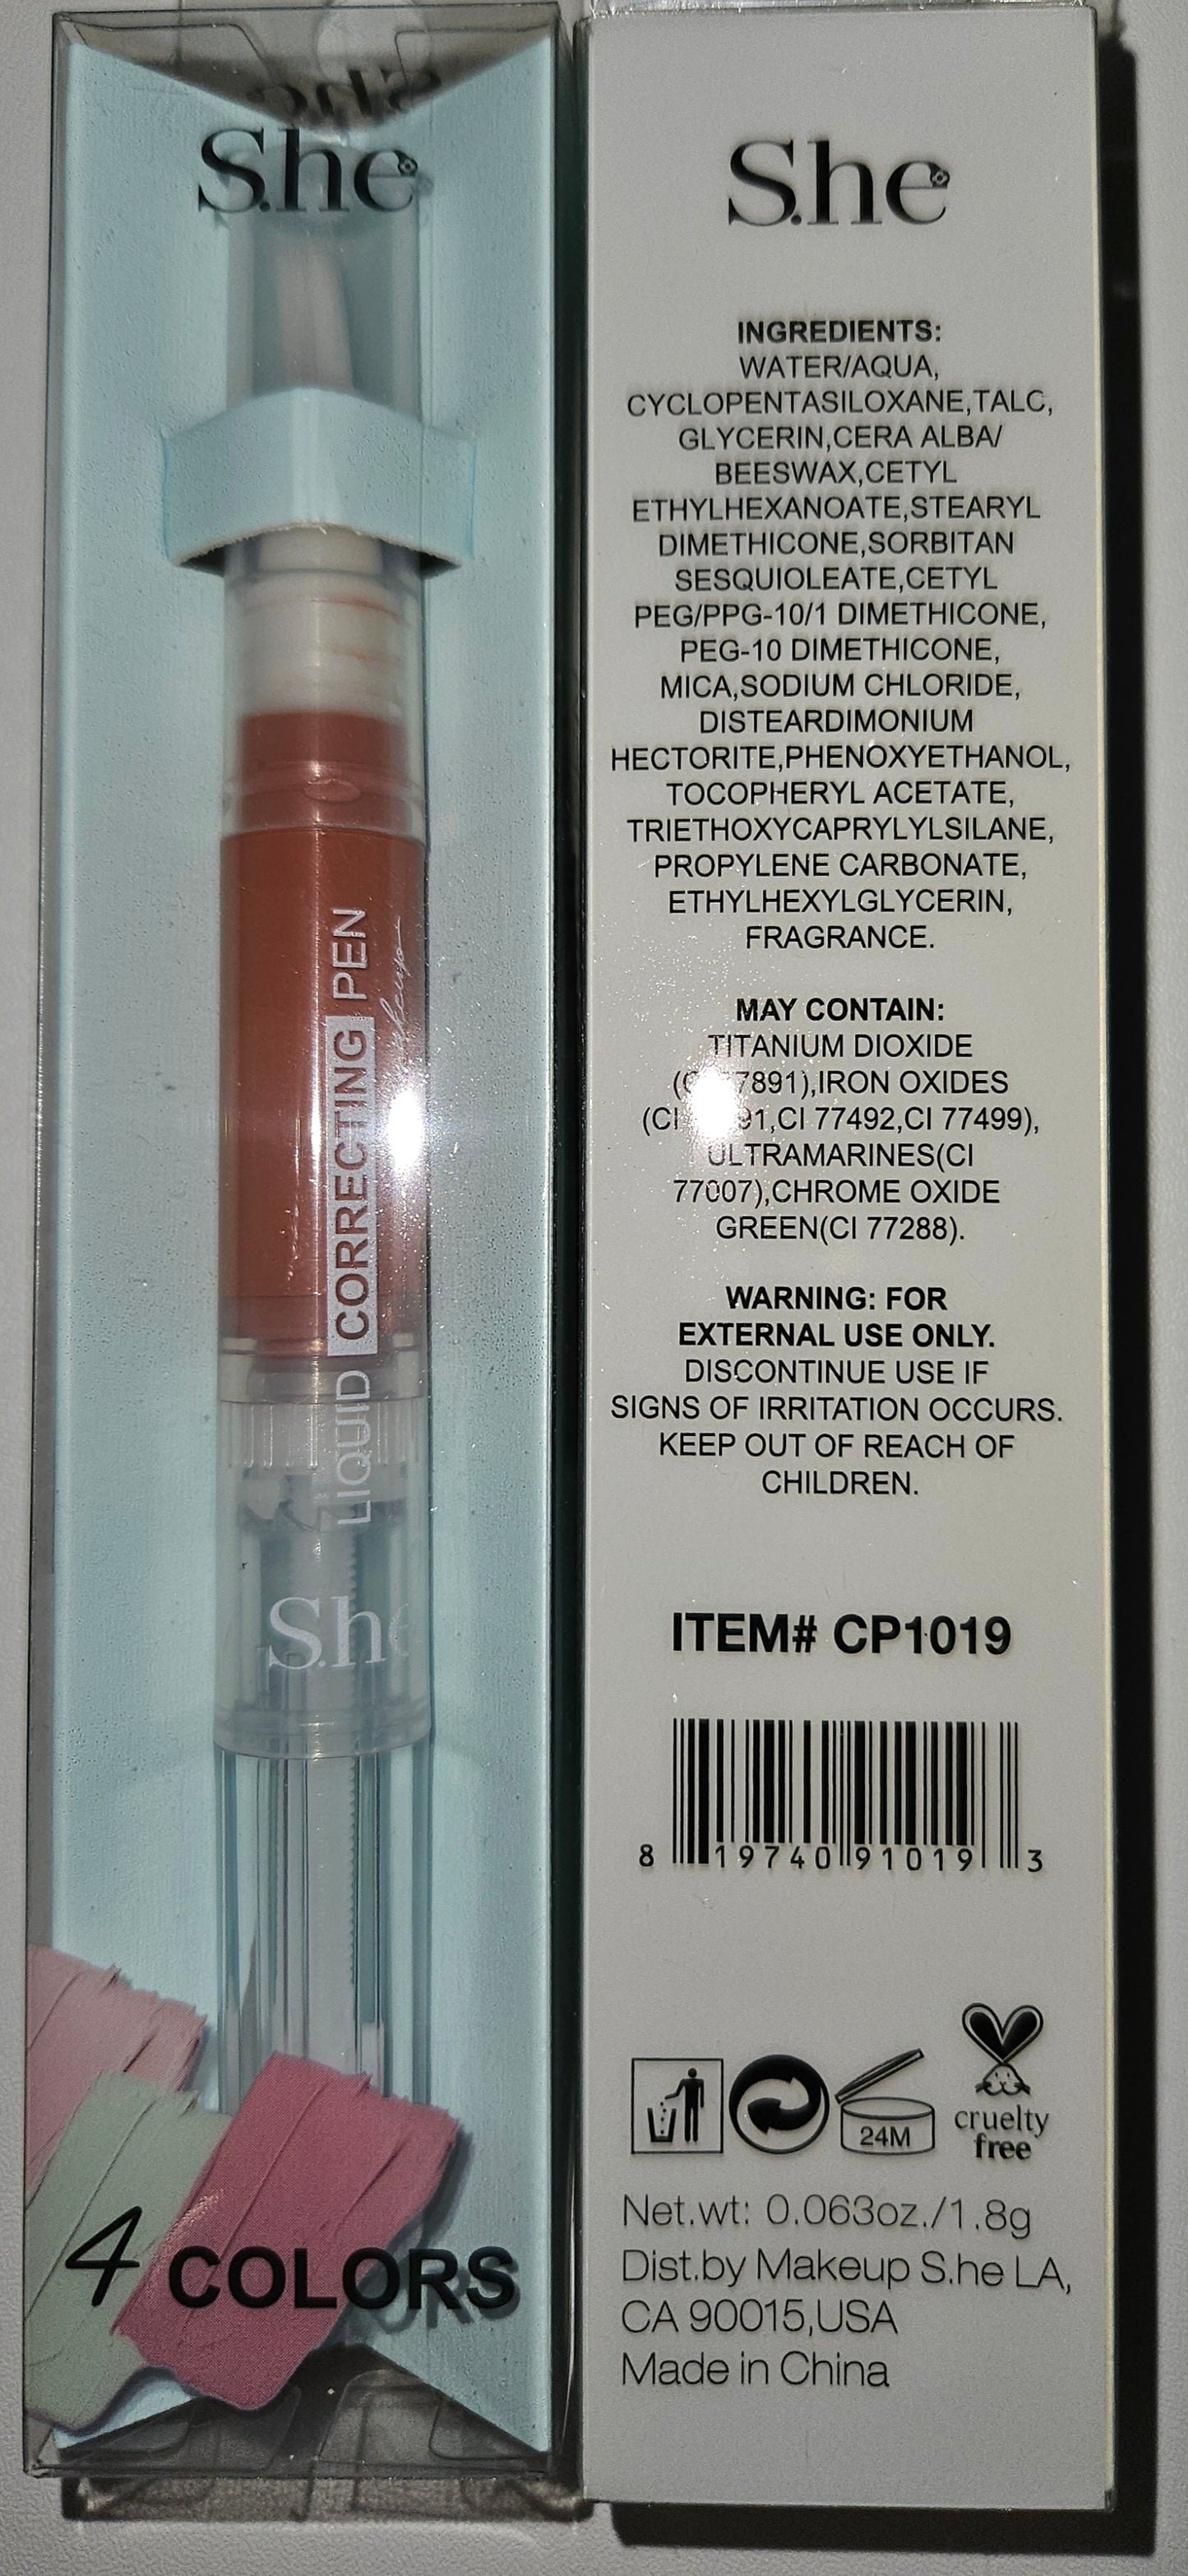 S.he
LIQUID CORRECTING PEN
S.he
4 COLORS
S.he
INGREDIENTS:
WATER/AQUA,
CYCLOPENTASILOXANE,TALC,
GLYCERIN,CERA ALBA/
BEESWAX,CETYL
ETHYLHEXANOATE,STEARYL
DIMETHICONE,SORBITAN
SESQUIOLEATE,CETYL
PEG/PPG-10/1 DIMETHICONE,
PEG-10 DIMETHICONE,
MICA,SODIUM CHLORIDE,
DISTEARDIMONIUM
HECTORITE,PHENOXYETHANOL,
TOCOPHERYL ACETATE,
TRIETHOXYCAPRYLYLSILANE,
PROPYLENE CARBONATE,
ETHYLHEXYLGLYCERIN,
FRAGRANCE.
MAY CONTAIN:
TITANIUM DIOXIDE
IRON OXIDES
CI 77492,CI 77499),
ULTRAMARINES(CI
77007),CHROME OXIDE
GREEN(CI 77288).
WARNING: FOR
EXTERNAL USE ONLY.
DISCONTINUE USE IF
SIGNS OF IRRITATION OCCURS.
KEEP OUT OF REACH OF
CHILDREN.
ITEM# CP1019
8 19740 91019 3
24M
cruelty
free
Net.wt: 0.063oz./1.8g
Dist.by Makeup S.he LA,
CA 90015,USA
Made in China